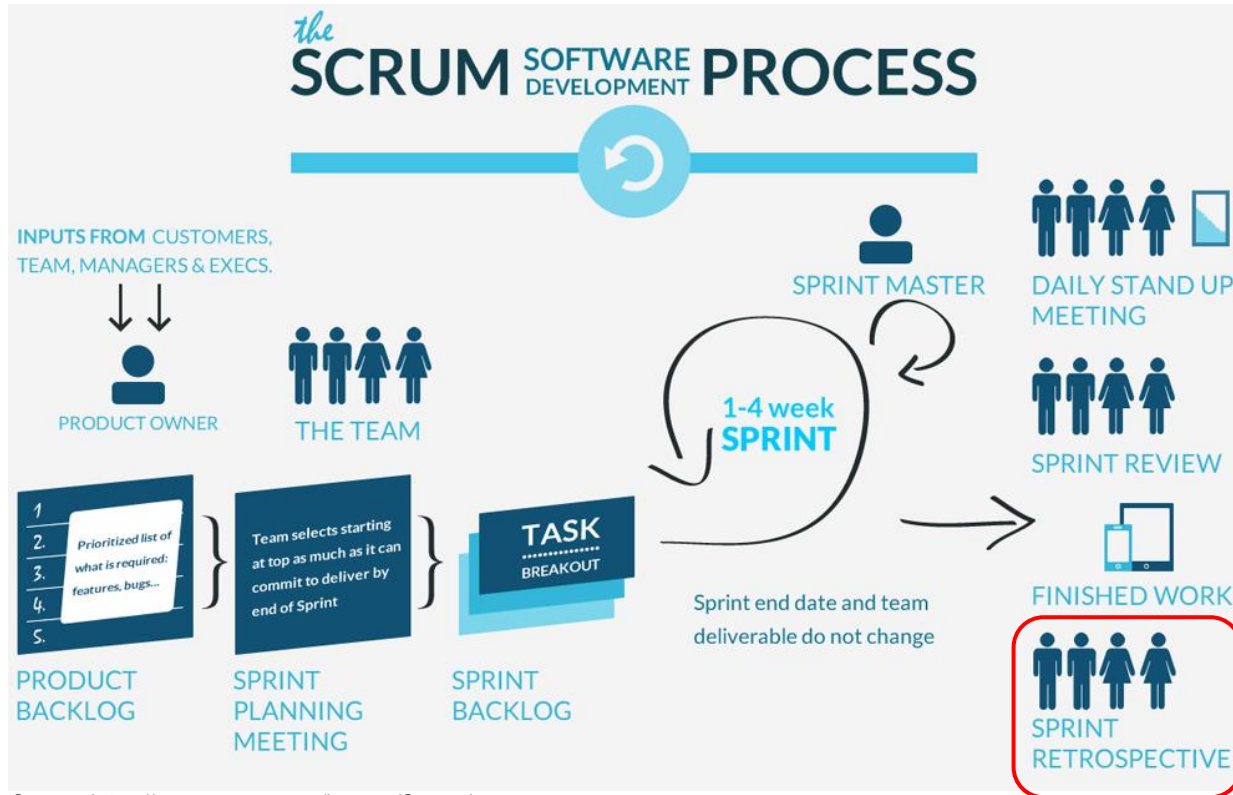 the
SCRUM SOFTWARE DEVELOPMENT PROCESS
INPUTS FROM CUSTOMERS,
TEAM, MANAGERS & EXECS.
PRODUCT OWNER
THE TEAM
1
2.
3.
4.
5.
Prioritized list of
what is required:
features, bugs...
PRODUCT
BACKLOG
Team selects starting
at top as much as it can
commit to deliver by
end of Sprint
SPRINT
PLANNING
MEETING
TASK
BREAKOUT
SPRINT
BACKLOG
1-4 week
SPRINT
SPRINT MASTER
Sprint end date and team
deliverable do not change
DAILY STAND UP
MEETING
SPRINT REVIEW
FINISHED WORK
SPRINT
RETROSPECTIVE